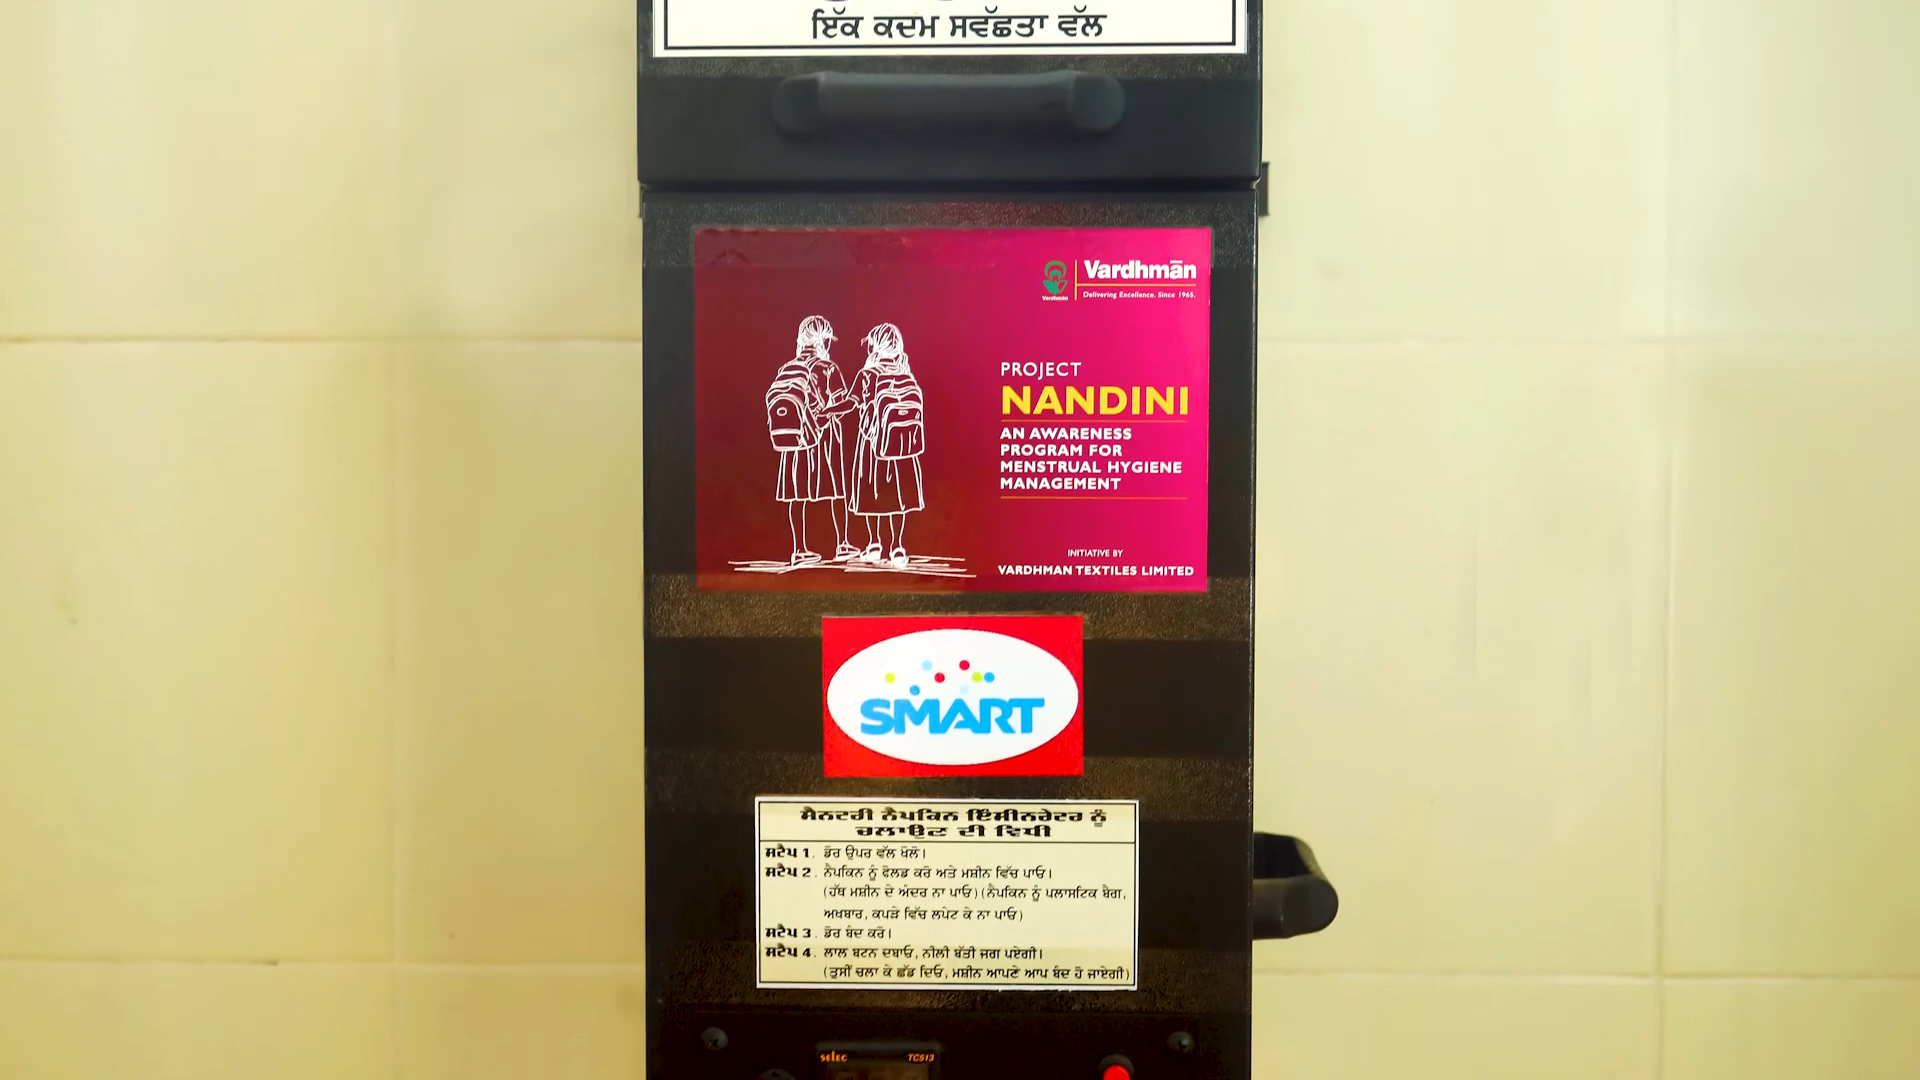 ਇੱਕ ਕਦਮ ਸਵੱਛਤਾ ਵੱਲ
Vardhmān
Vardhmān
Delivering Excellence. Since 1965.
PROJECT
NANDINI
AN AWARENESS
PROGRAM FOR
MENSTRUAL HYGIENE
MANAGEMENT
INITIATIVE BY
VARDHMAN TEXTILES LIMITED
SMART
ਸੈਨਟਰੀ ਨੈਪਕਿਨ ਇੰਸੀਨਰੇਟਰ ਨੂੰ
ਚਲਾਉਣ ਦੀ ਵਿਧੀ
ਸਟੈਪ 1. ਡੋਰ ਉਪਰ ਵੱਲ ਖੋਲੋ।
ਸਟੈਪ 2. ਨੈਪਕਿਨ ਨੂੰ ਫੋਲਡ ਕਰੋ ਅਤੇ ਮਸ਼ੀਨ ਵਿੱਚ ਪਾਓ।
(ਹੱਥ ਮਸ਼ੀਨ ਦੇ ਅੰਦਰ ਨਾ ਪਾਓ) (ਨੈਪਕਿਨ ਨੂੰ ਪਲਾਸਟਿਕ ਬੈਗ,
ਅਖਬਾਰ, ਕਪੜੇ ਵਿੱਚ ਲਪੇਟ ਕੇ ਨਾ ਪਾਓ)
ਸਟੈਪ 3. ਡੋਰ ਬੰਦ ਕਰੋ।
ਸਟੈਪ 4. ਲਾਲ ਬਟਨ ਦਬਾਓ, ਨੀਲੀ ਬੱਤੀ ਜਗ ਪਏਗੀ।
(ਤੁਸੀਂ ਚਲਾ ਕੇ ਛੱਡ ਦਿਓ, ਮਸ਼ੀਨ ਆਪਣੇ ਆਪ ਬੰਦ ਹੋ ਜਾਏਗੀ)
selec TC513